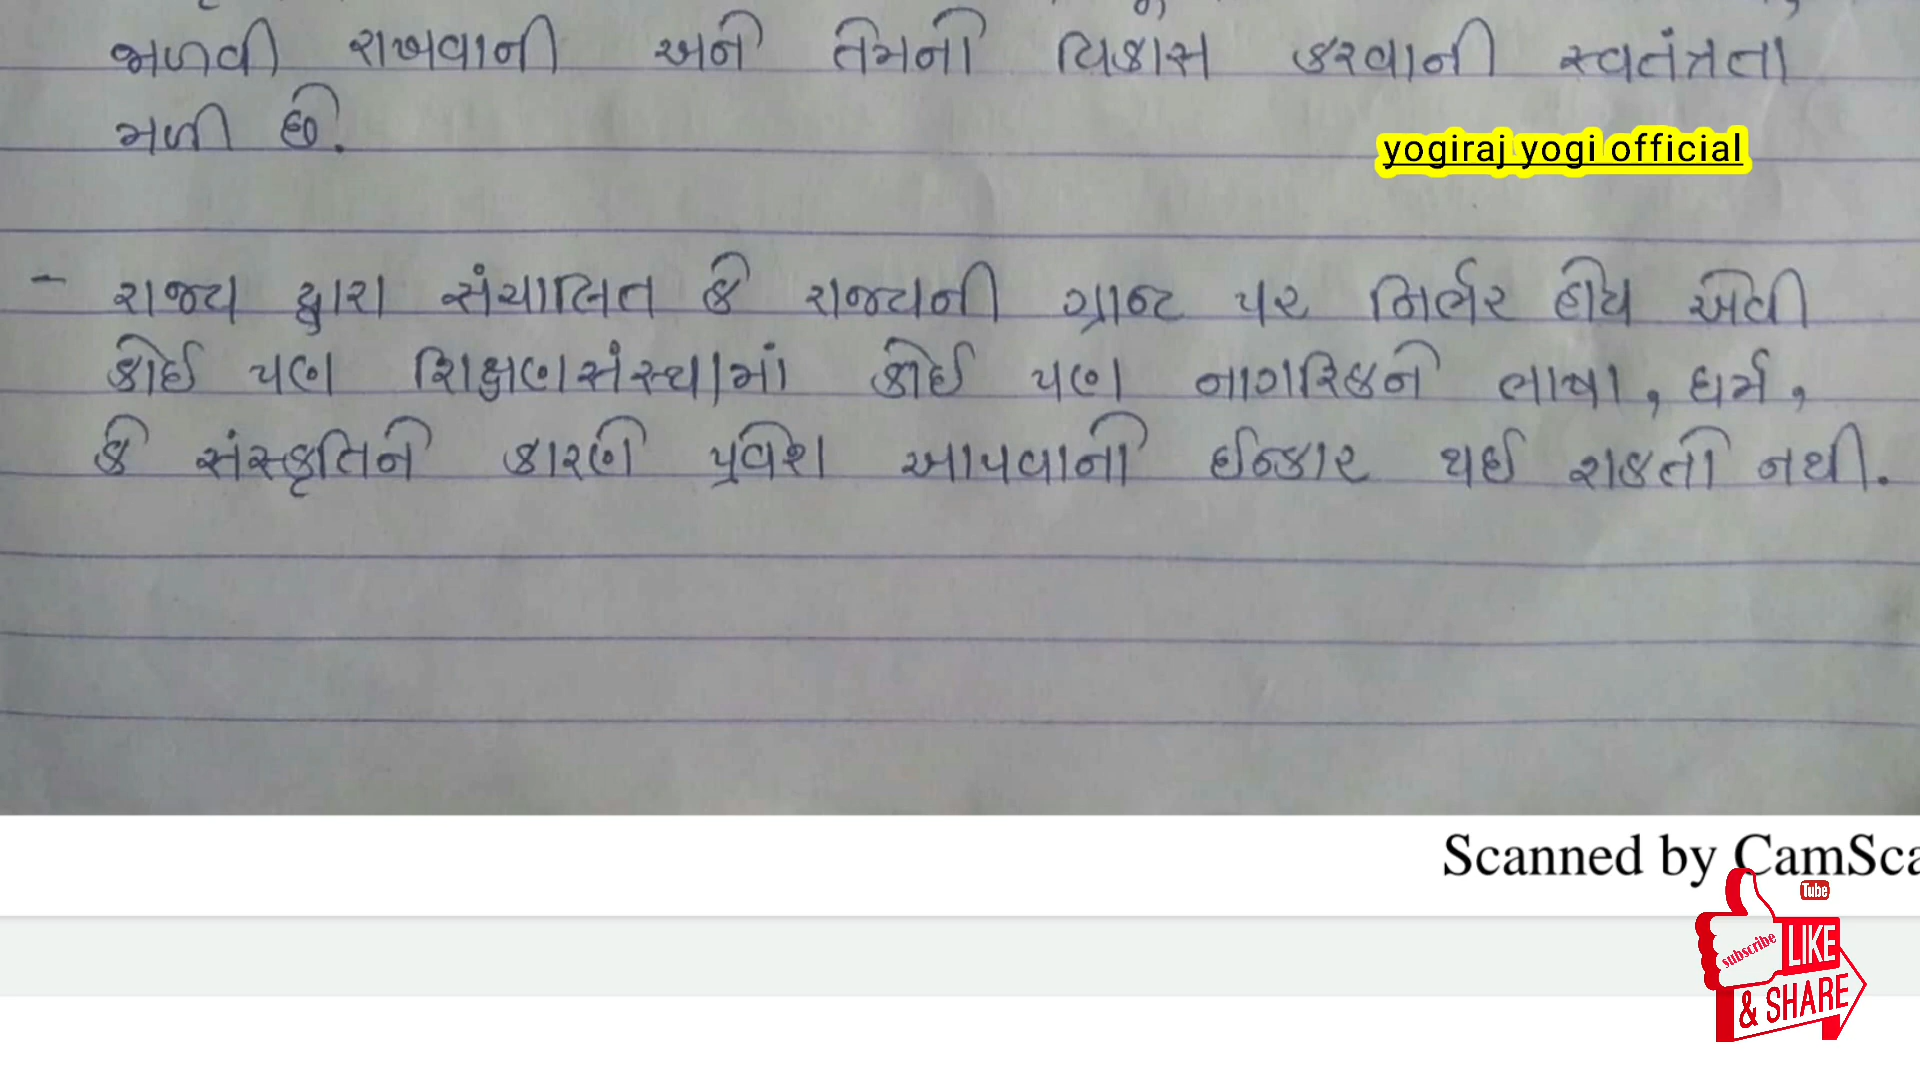 જાળવી રાખવાની અને તેમનો વિકાસ કરવાની સ્વતંત્રતા
મળી છે.
yogiraj yogi official
- રાજ્ય દ્વારા સંચાલિત કે રાજ્યની ગ્રાન્ટ પર નિર્ભર હોય એવી
કોઈ પણ શિક્ષણસંસ્થામાં કોઈ પણ નાગરિકને ભાષા, ધર્મ,
કે સંસ્કૃતિને કારણે પ્રવેશ આપવાનો ઈન્કાર થઈ શકતો નથી.
Scanned by CamSca
Tube
subscribe LIKE
& SHARE